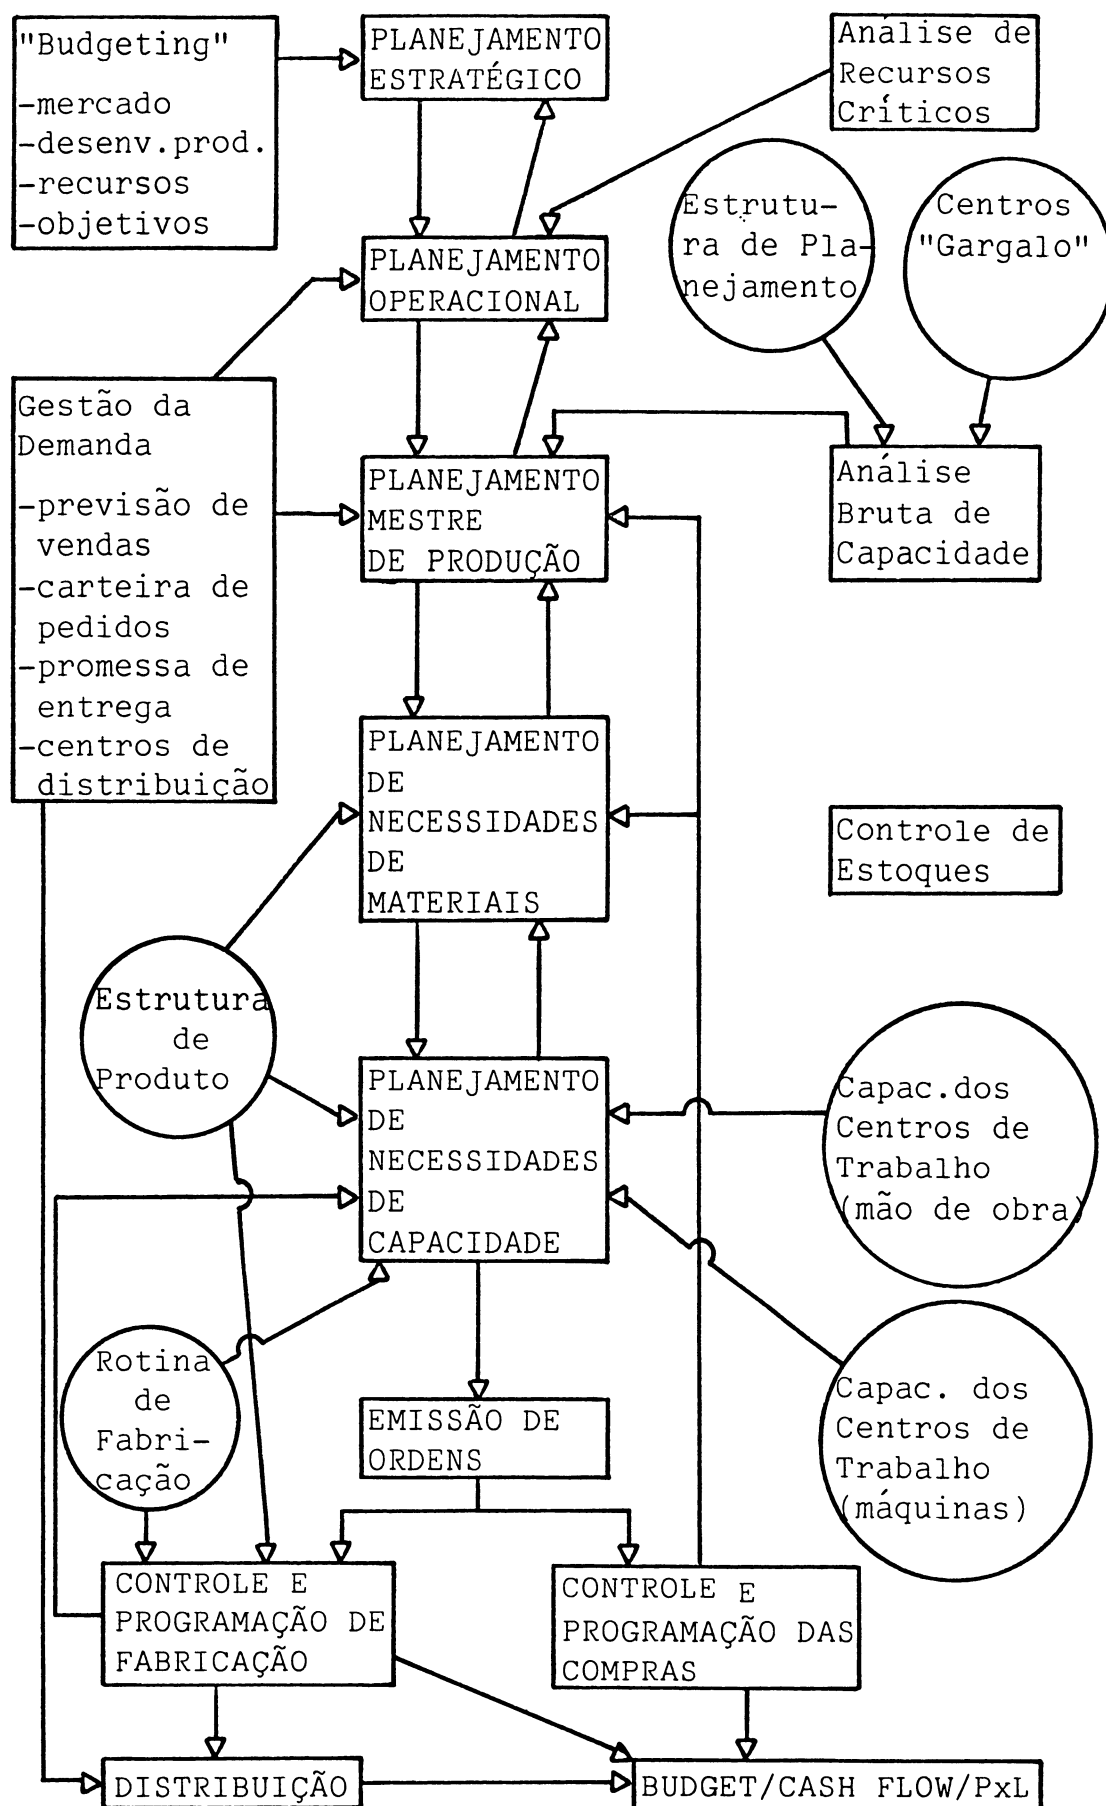 "Budgeting"
-mercado
-desenv.prod.
-recursos
-objetivos
PLANEJAMENTO
ESTRATÉGICO
Análise de
Recursos
Críticos
Estrutu-
ra de Pla-
nejamento
Centros
"Gargalo"
PLANEJAMENTO
OPERACIONAL
Gestão da
Demanda
-previsão de
vendas
-carteira de
pedidos
-promessa de
entrega
-centros de
distribuição
PLANEJAMENTO
MESTRE
DE PRODUÇÃO
Análise
Bruta de
Capacidade
PLANEJAMENTO
DE
NECESSIDADES
DE
MATERIAIS
Controle de
Estoques
Estrutura
de
Produto
PLANEJAMENTO
DE
NECESSIDADES
DE
CAPACIDADE
Capac.dos
Centros de
Trabalho
(mão de obra)
Rotina
de
Fabri-
cação
EMISSÃO DE
ORDENS
Capac. dos
Centros de
Trabalho
(máquinas)
CONTROLE E
PROGRAMAÇÃO DE
FABRICAÇÃO
CONTROLE E
PROGRAMAÇÃO DAS
COMPRAS
DISTRIBUIÇÃO
BUDGET/CASH FLOW/PxL